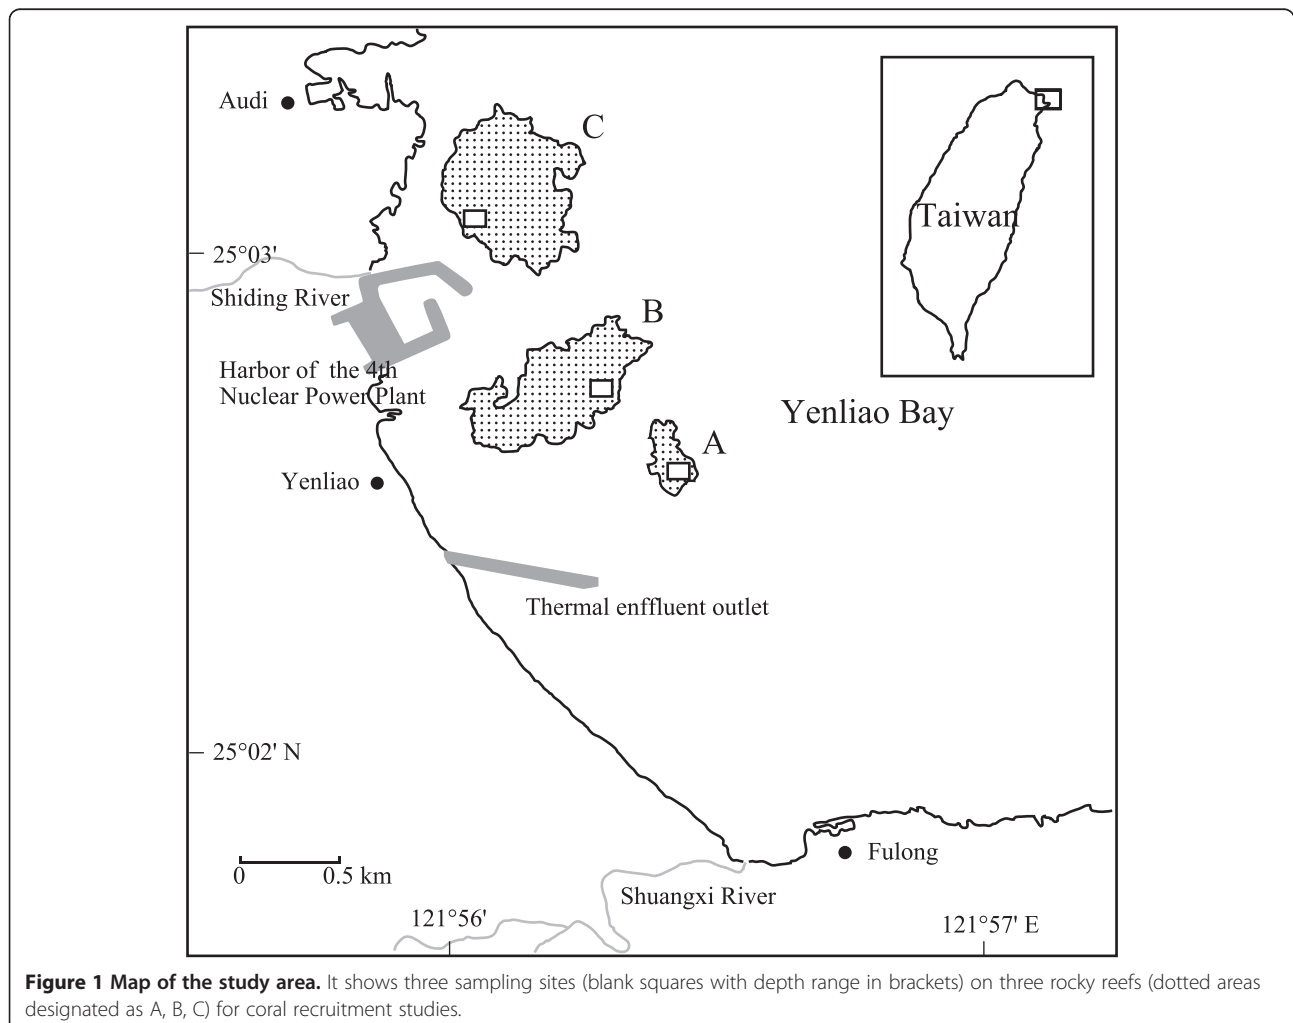 Audi
C
Taiwan
25°03'
Shiding River
B
Harbor of the 4th
Nuclear Power Plant
Yenliao Bay
A
Yenliao
Thermal enffluent outlet
25°02' N
Fulong
0 0.5 km
Shuangxi River
121°56'
121°57' E
Figure 1 Map of the study area. It shows three sampling sites (blank squares with depth range in brackets) on three rocky reefs (dotted areas
designated as A, B, C) for coral recruitment studies.